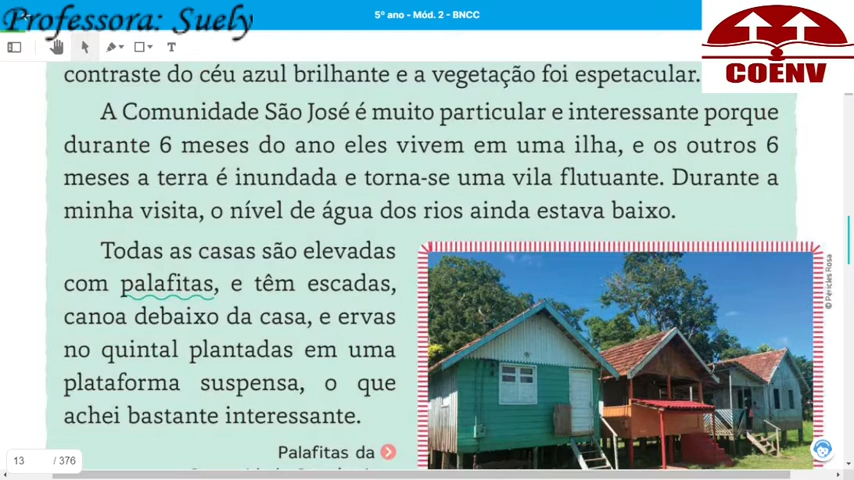 Professora: Suely
5º ano - Mód. 2 - BNCC
COENV
T
contraste do céu azul brilhante e a vegetação foi espetacular.
A Comunidade São José é muito particular e interessante porque
durante 6 meses do ano eles vivem em uma ilha, e os outros 6
meses a terra é inundada e torna-se uma vila flutuante. Durante a
minha visita, o nível de água dos rios ainda estava baixo.
Todas as casas são elevadas
com palafitas, e têm escadas,
canoa debaixo da casa, e ervas
no quintal plantadas em uma
plataforma suspensa, o que
achei bastante interessante.
© Pericles Rosa
Palafitas da
13 / 376